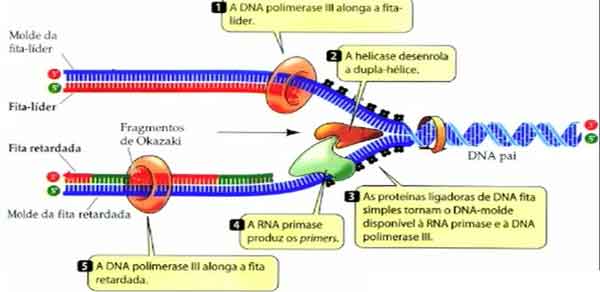 1 A DNA polimerase III alonga a fita-
líder.
Molde da
fita-líder
2 A helicase desenrola
a dupla-hélice.
3'
5'
Fita-líder
Fragmentos
de Okazaki
Fita retardada
3'
5'
DNA pai
3'
5'
Molde da fita retardada
3 As proteínas ligadoras de DNA fita
simples tornam o DNA-molde
disponível à RNA primase e à DNA
polimerase III.
4 A RNA primase
produz os primers.
5 A DNA polimerase III alonga a fita
retardada.